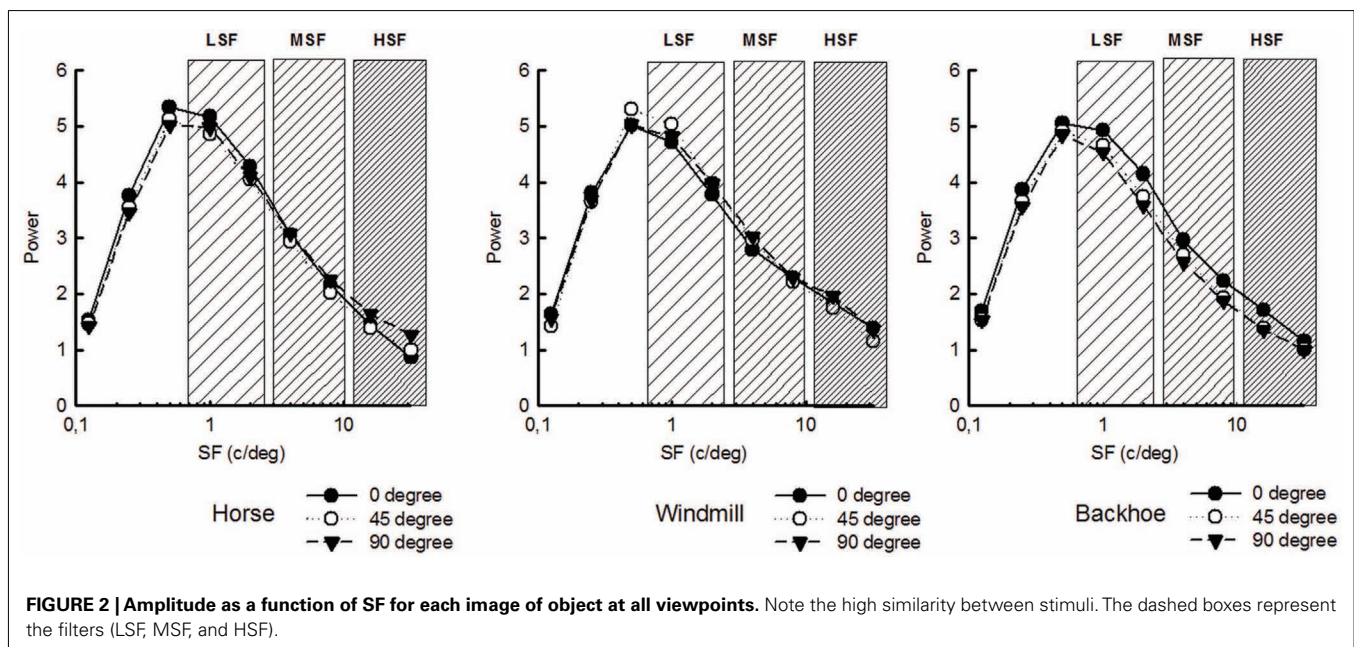 LSF MSF HSF
6
5
4
3
2
1
0
Power
0,1 1 10
SF (c/deg)
Horse
0 degree
45 degree
90 degree
LSF MSF HSF
6
5
4
3
2
1
0
Power
0,1 1 10
SF (c/deg)
Windmill
0 degree
45 degree
90 degree
LSF MSF HSF
6
5
4
3
2
1
0
Power
0,1 1 10
SF (c/deg)
Backhoe
0 degree
45 degree
90 degree
FIGURE 2 | Amplitude as a function of SF for each image of object at all viewpoints. Note the high similarity between stimuli. The dashed boxes represent
the filters (LSF, MSF, and HSF).